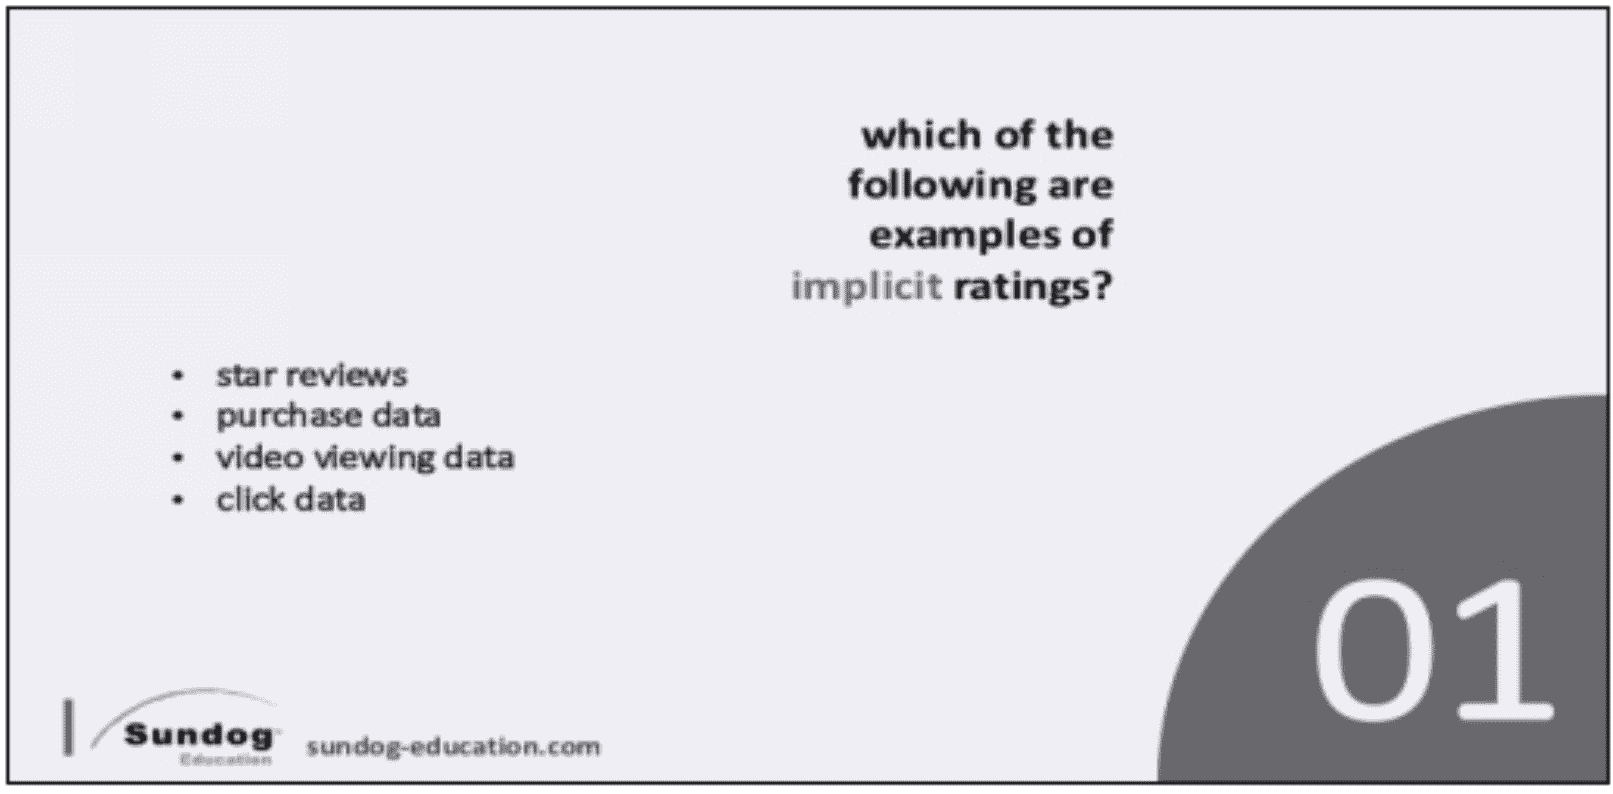 which of the
following are
examples of
implicit ratings?
• star reviews
• purchase data
• video viewing data
• click data
01
Sundog
Education
sundog-education.com